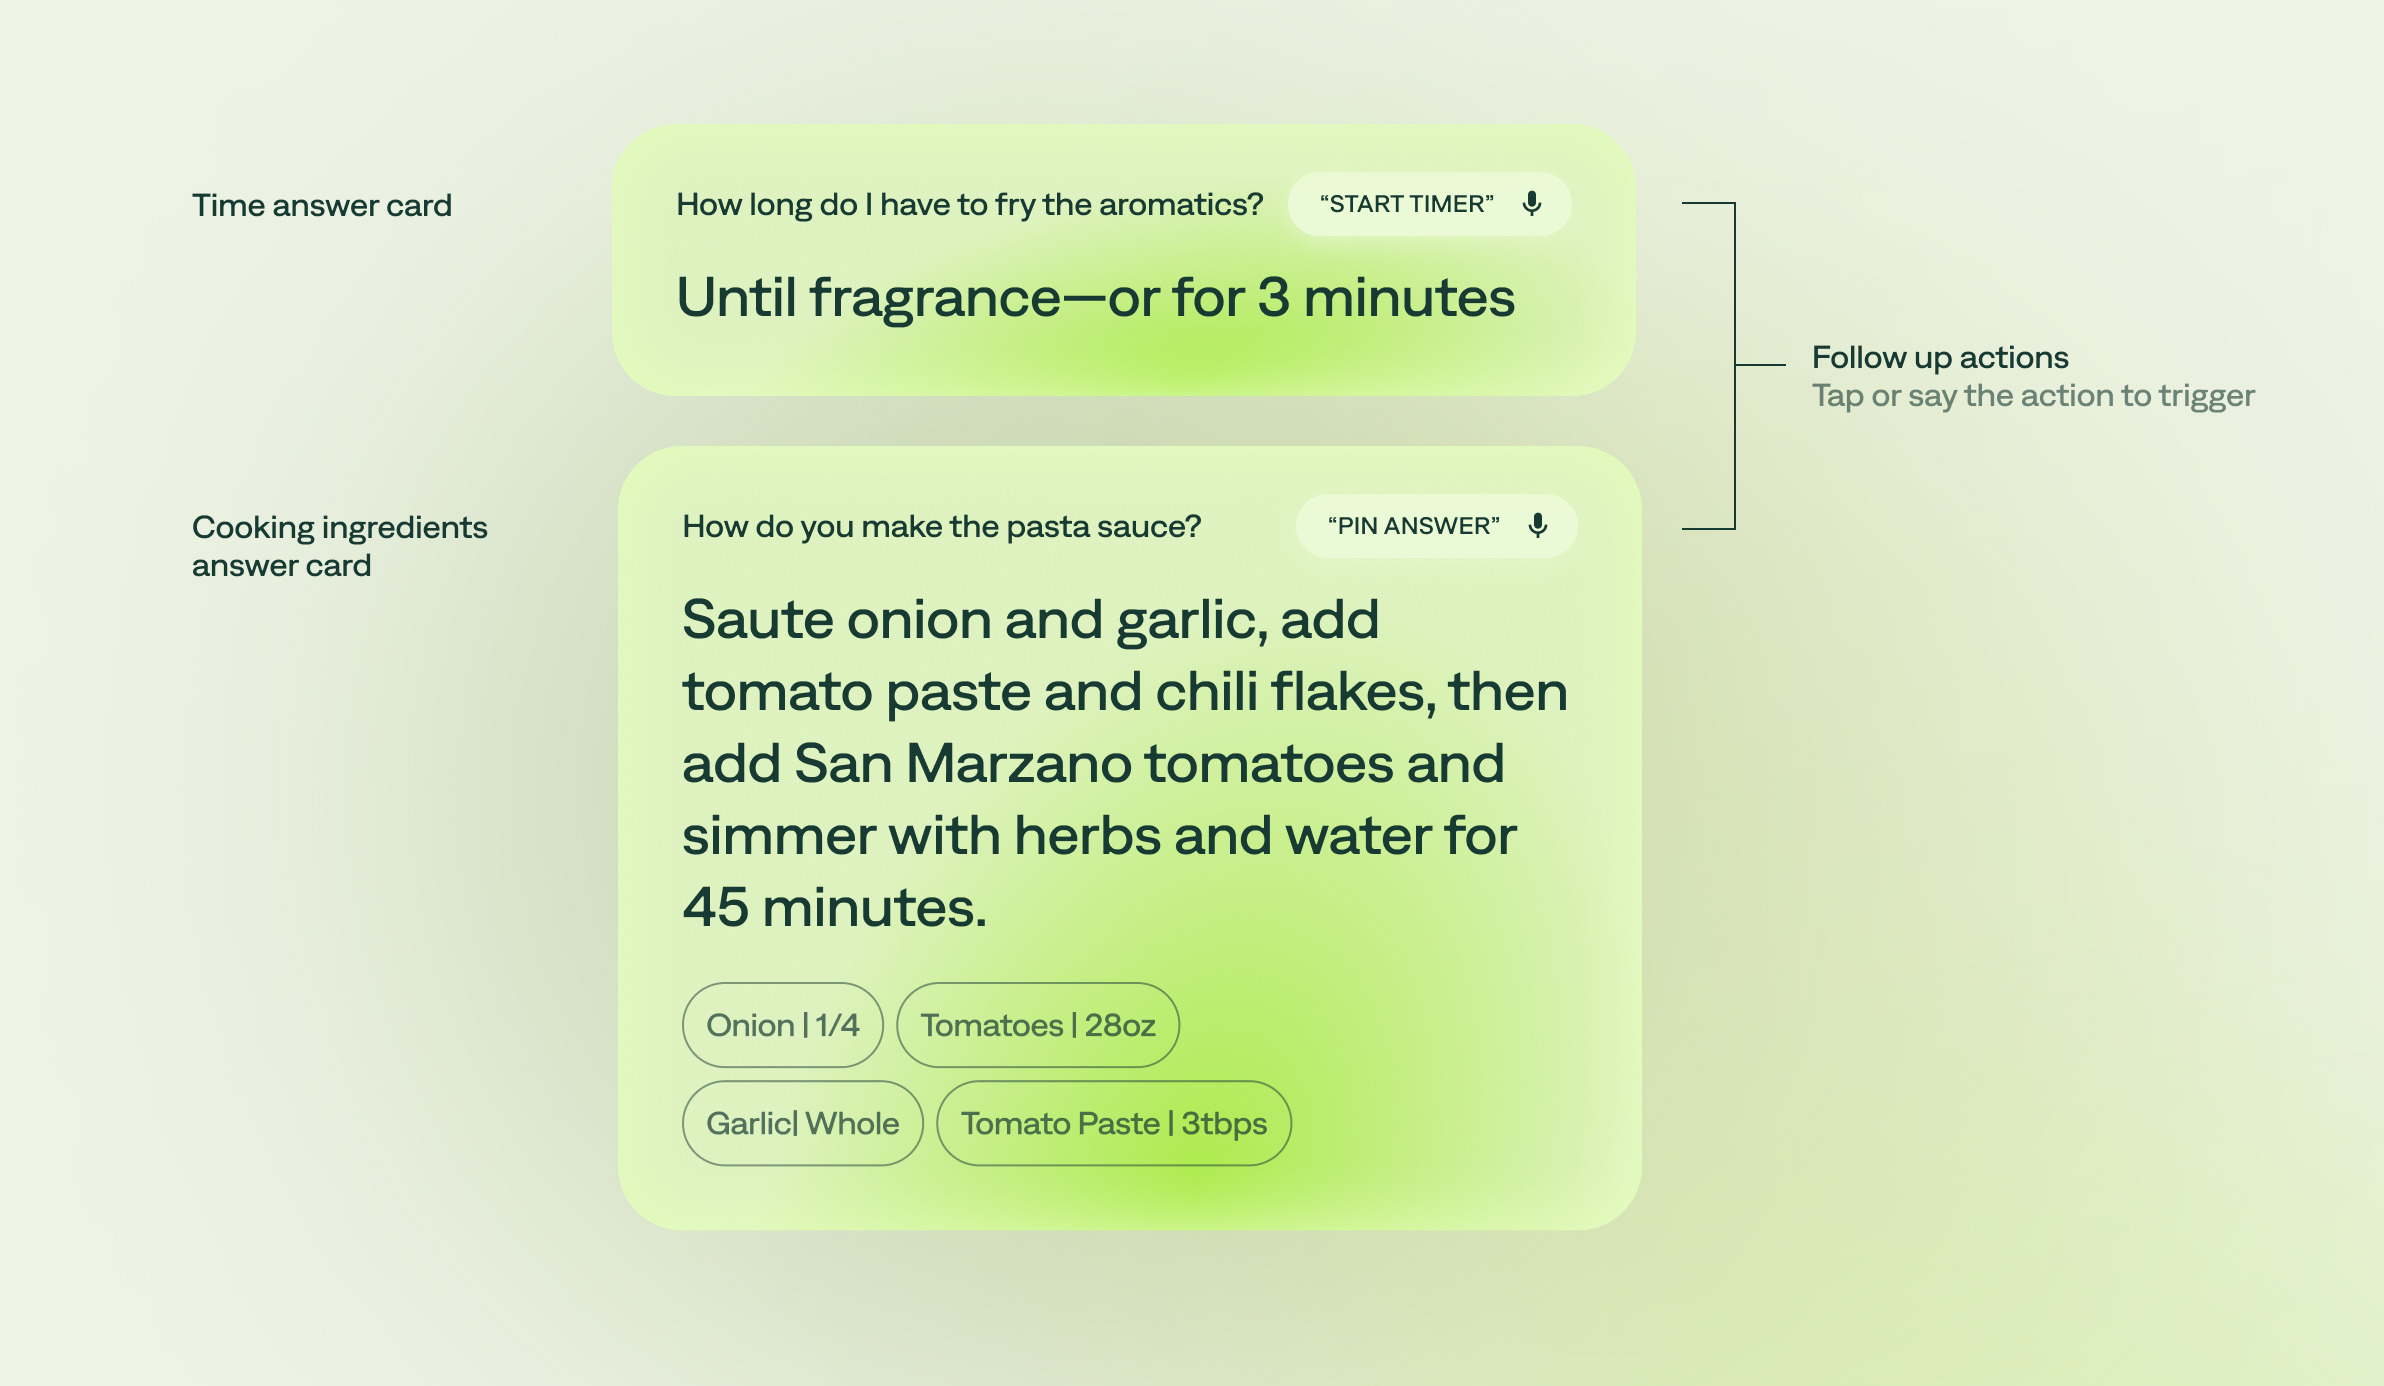 Time answer card
How long do I have to fry the aromatics?
“START TIMER”
Until fragrance—or for 3 minutes
Follow up actions
Tap or say the action to trigger
Cooking ingredients
answer card
How do you make the pasta sauce?
“PIN ANSWER”
Saute onion and garlic, add
tomato paste and chili flakes, then
add San Marzano tomatoes and
simmer with herbs and water for
45 minutes.
Onion | 1/4
Tomatoes | 28oz
Garlic| Whole
Tomato Paste | 3tbps